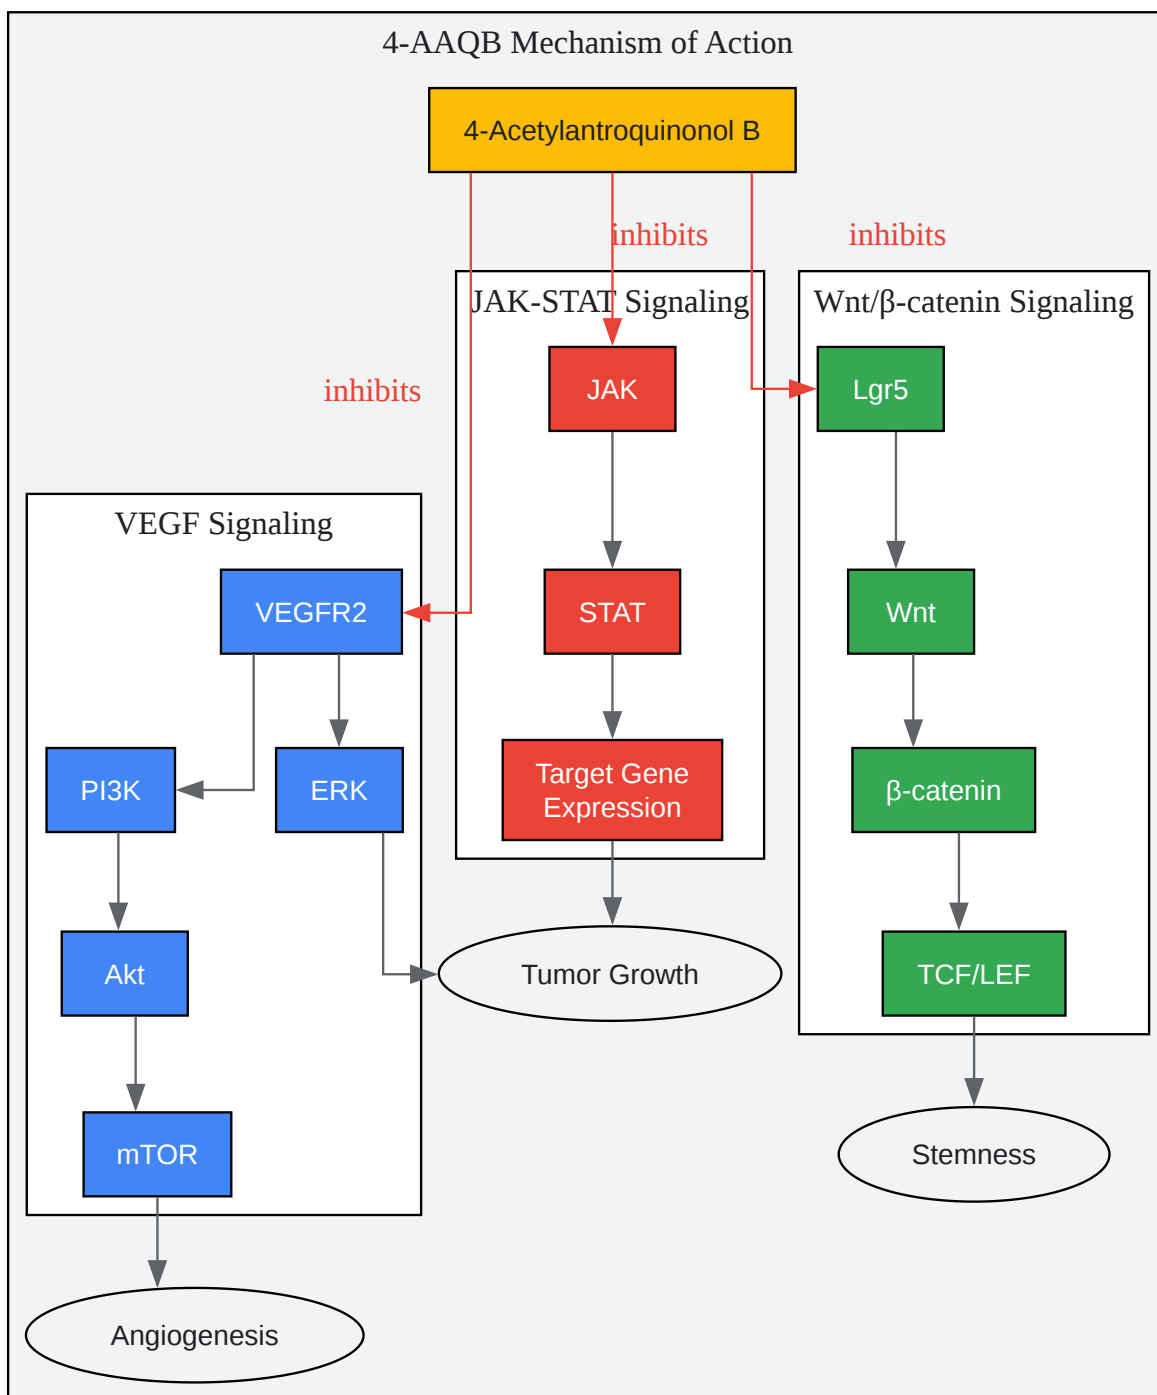 4-AAQB Mechanism of Action
4-Acetylantroquinonol B
inhibits
inhibits
inhibits
JAK-STAT Signaling
JAK
STAT
Target Gene
Expression
Wnt/β-catenin Signaling
Lgr5
Wnt
β-catenin
TCF/LEF
VEGF Signaling
VEGFR2
PI3K
ERK
Akt
mTOR
Tumor Growth
Stemness
Angiogenesis